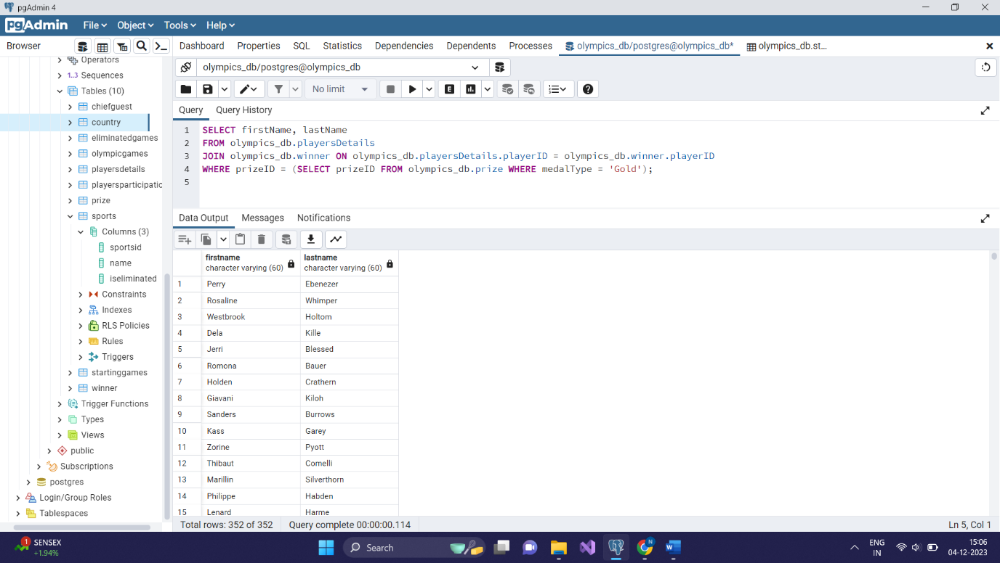 pgAdmin 4
pgAdmin File Object Tools Help
Browser Dashboard Properties SQL Statistics Dependencies Dependents Processes olympics_db/postgres@olympics_db* olympics_db.st...
olympics_db/postgres@olympics_db
No limit E
Query Query History
1 SELECT firstName, lastName
2 FROM olympics_db.playersDetails
3 JOIN olympics_db.winner ON olympics_db.playersDetails.playerID = olympics_db.winner.playerID
4 WHERE prizeID = (SELECT prizeID FROM olympics_db.prize WHERE medalType = 'Gold');
5
Operators
1..3 Sequences
Tables (10)
chiefguest
country
eliminatedgames
olympicgames
playersdetails
playersparticipatic
prize
sports
Columns (3)
sportsid
name
iseliminated
Constraints
Indexes
RLS Policies
Rules
Triggers
startinggames
winner
Trigger Functions
Types
Views
public
Subscriptions
postgres
Login/Group Roles
Tablespaces
Data Output Messages Notifications
firstname lastname
character varying (60) character varying (60)
1 Perry Ebenezer
2 Rosaline Whimper
3 Westbrook Holtom
4 Dela Kille
5 Jerri Blessed
6 Romona Bauer
7 Holden Crathern
8 Giavani Kiloh
9 Sanders Burrows
10 Kass Garey
11 Zorine Pyott
12 Thibaut Comelli
13 Marillin Silverthorn
14 Philippe Habden
15 Lenard Harme
Total rows: 352 of 352 Query complete 00:00:00.114 Ln 5, Col 1
1 SENSEX
+1.94%
Search
N
W
ENG
IN
15:06
04-12-2023